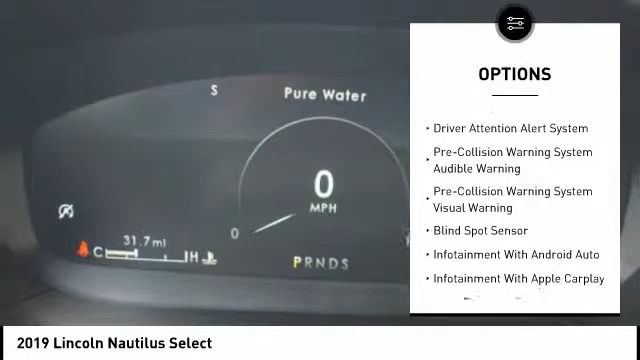 S
Pure Water
0
MPH
0
31.7mi
C
H
PRNDS
OPTIONS
Driver Attention Alert System
Pre-Collision Warning System
Audible Warning
Pre-Collision Warning System
Visual Warning
Blind Spot Sensor
Infotainment With Android Auto
Infotainment With Apple Carplay
2019 Lincoln Nautilus Select